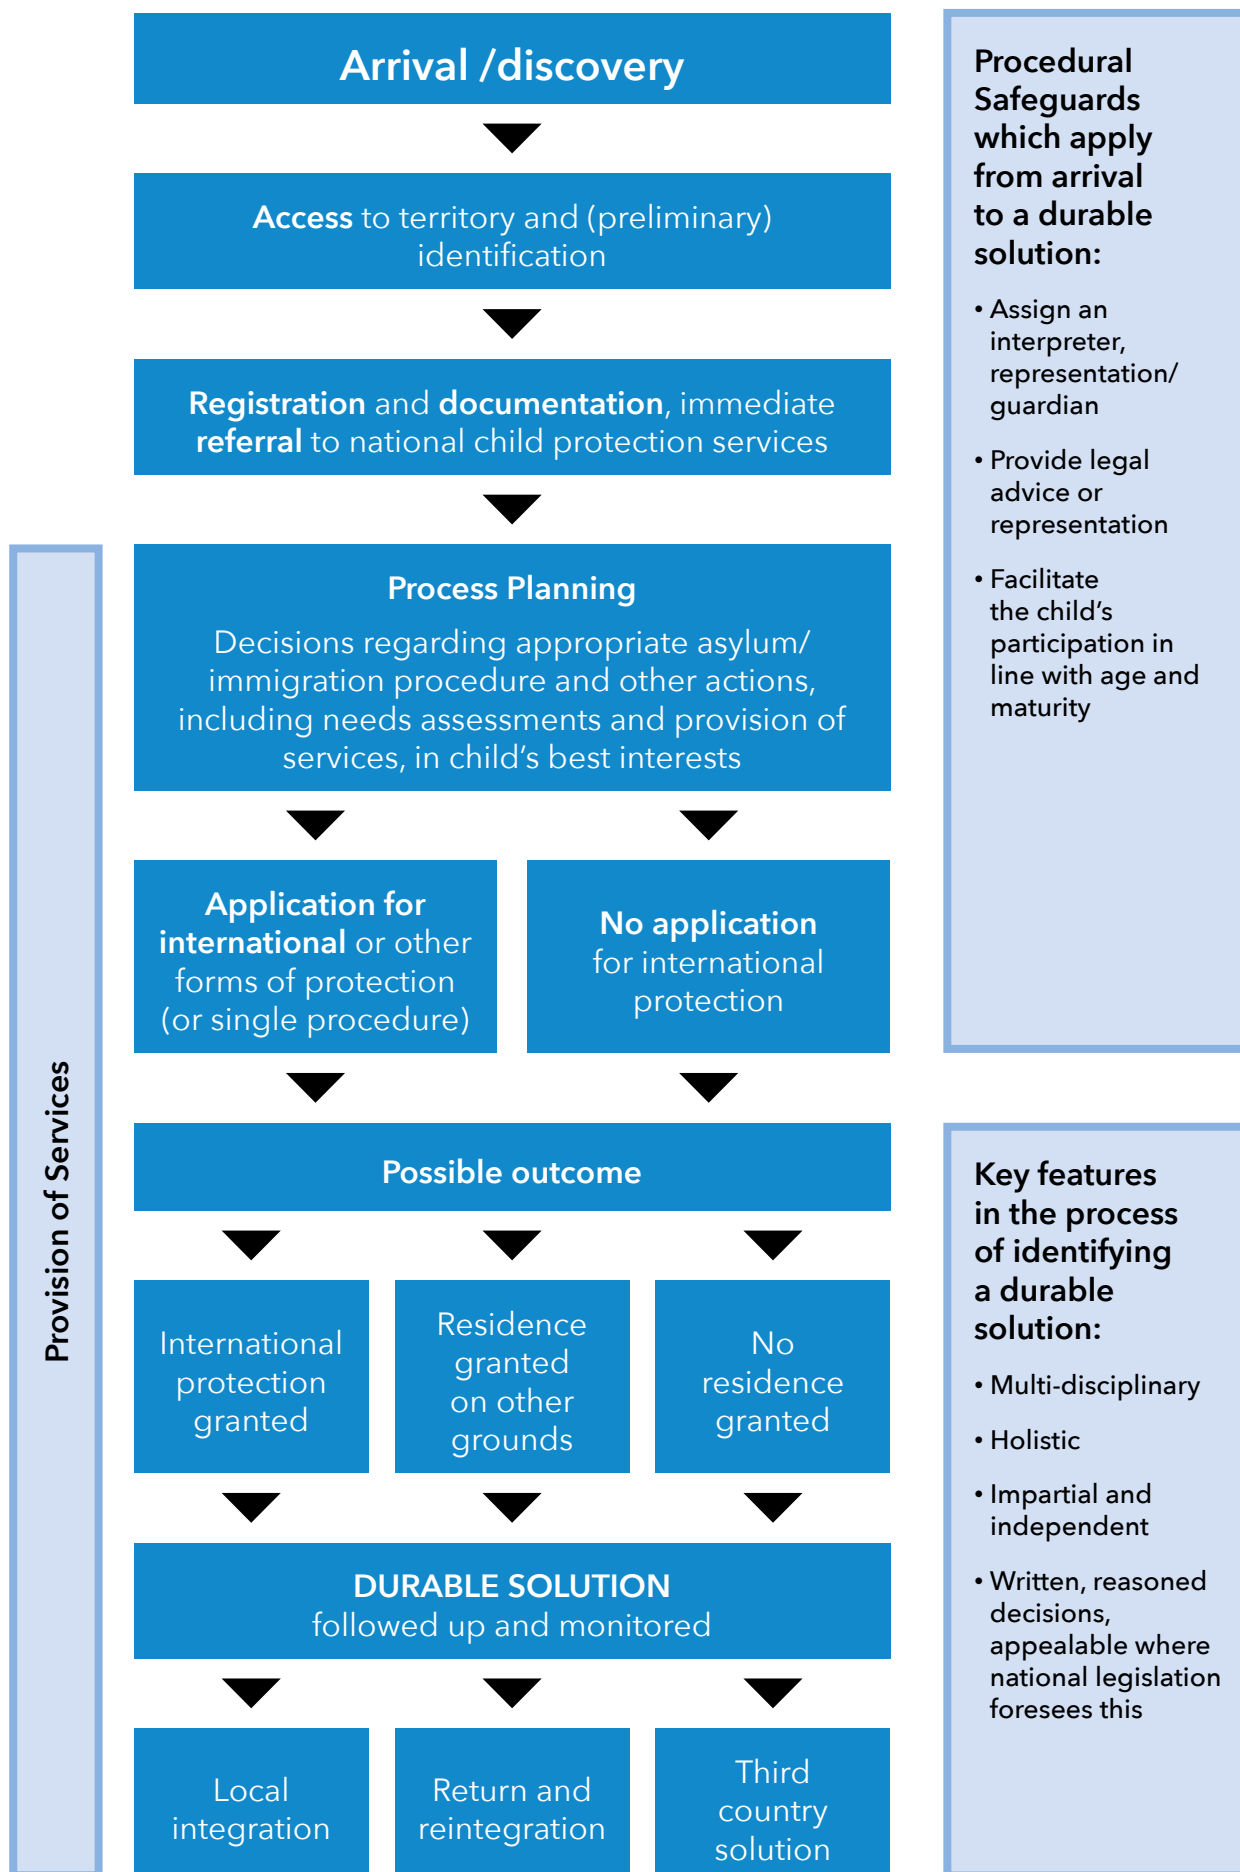 Arrival /discovery
Access to territory and (preliminary)
identification
Registration and documentation, immediate
referral to national child protection services
Process Planning
Decisions regarding appropriate asylum/
immigration procedure and other actions,
including needs assessments and provision of
services, in child’s best interests
Application for
international or other
forms of protection
(or single procedure)
No application
for international
protection
Possible outcome
International
protection
granted
Residence
granted
on other
grounds
No
residence
granted
DURABLE SOLUTION
followed up and monitored
Local
integration
Return and
reintegration
Third
country
solution
Provision of Services
Procedural
Safeguards
which apply
from arrival
to a durable
solution:
• Assign an
interpreter,
representation/
guardian
• Provide legal
advice or
representation
• Facilitate
the child’s
participation in
line with age and
maturity
Key features
in the process
of identifying
a durable
solution:
• Multi-disciplinary
• Holistic
• Impartial and
independent
• Written, reasoned
decisions,
appealable where
national legislation
foresees this